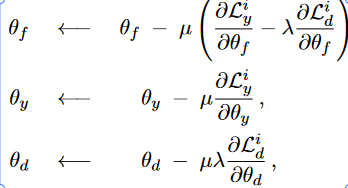 θ_f ⟵ θ_f − μ ( ∂ℒ_y^i / ∂θ_f − λ ∂ℒ_d^i / ∂θ_f )
θ_y ⟵ θ_y − μ ∂ℒ_y^i / ∂θ_y ,
θ_d ⟵ θ_d − μλ ∂ℒ_d^i / ∂θ_d ,